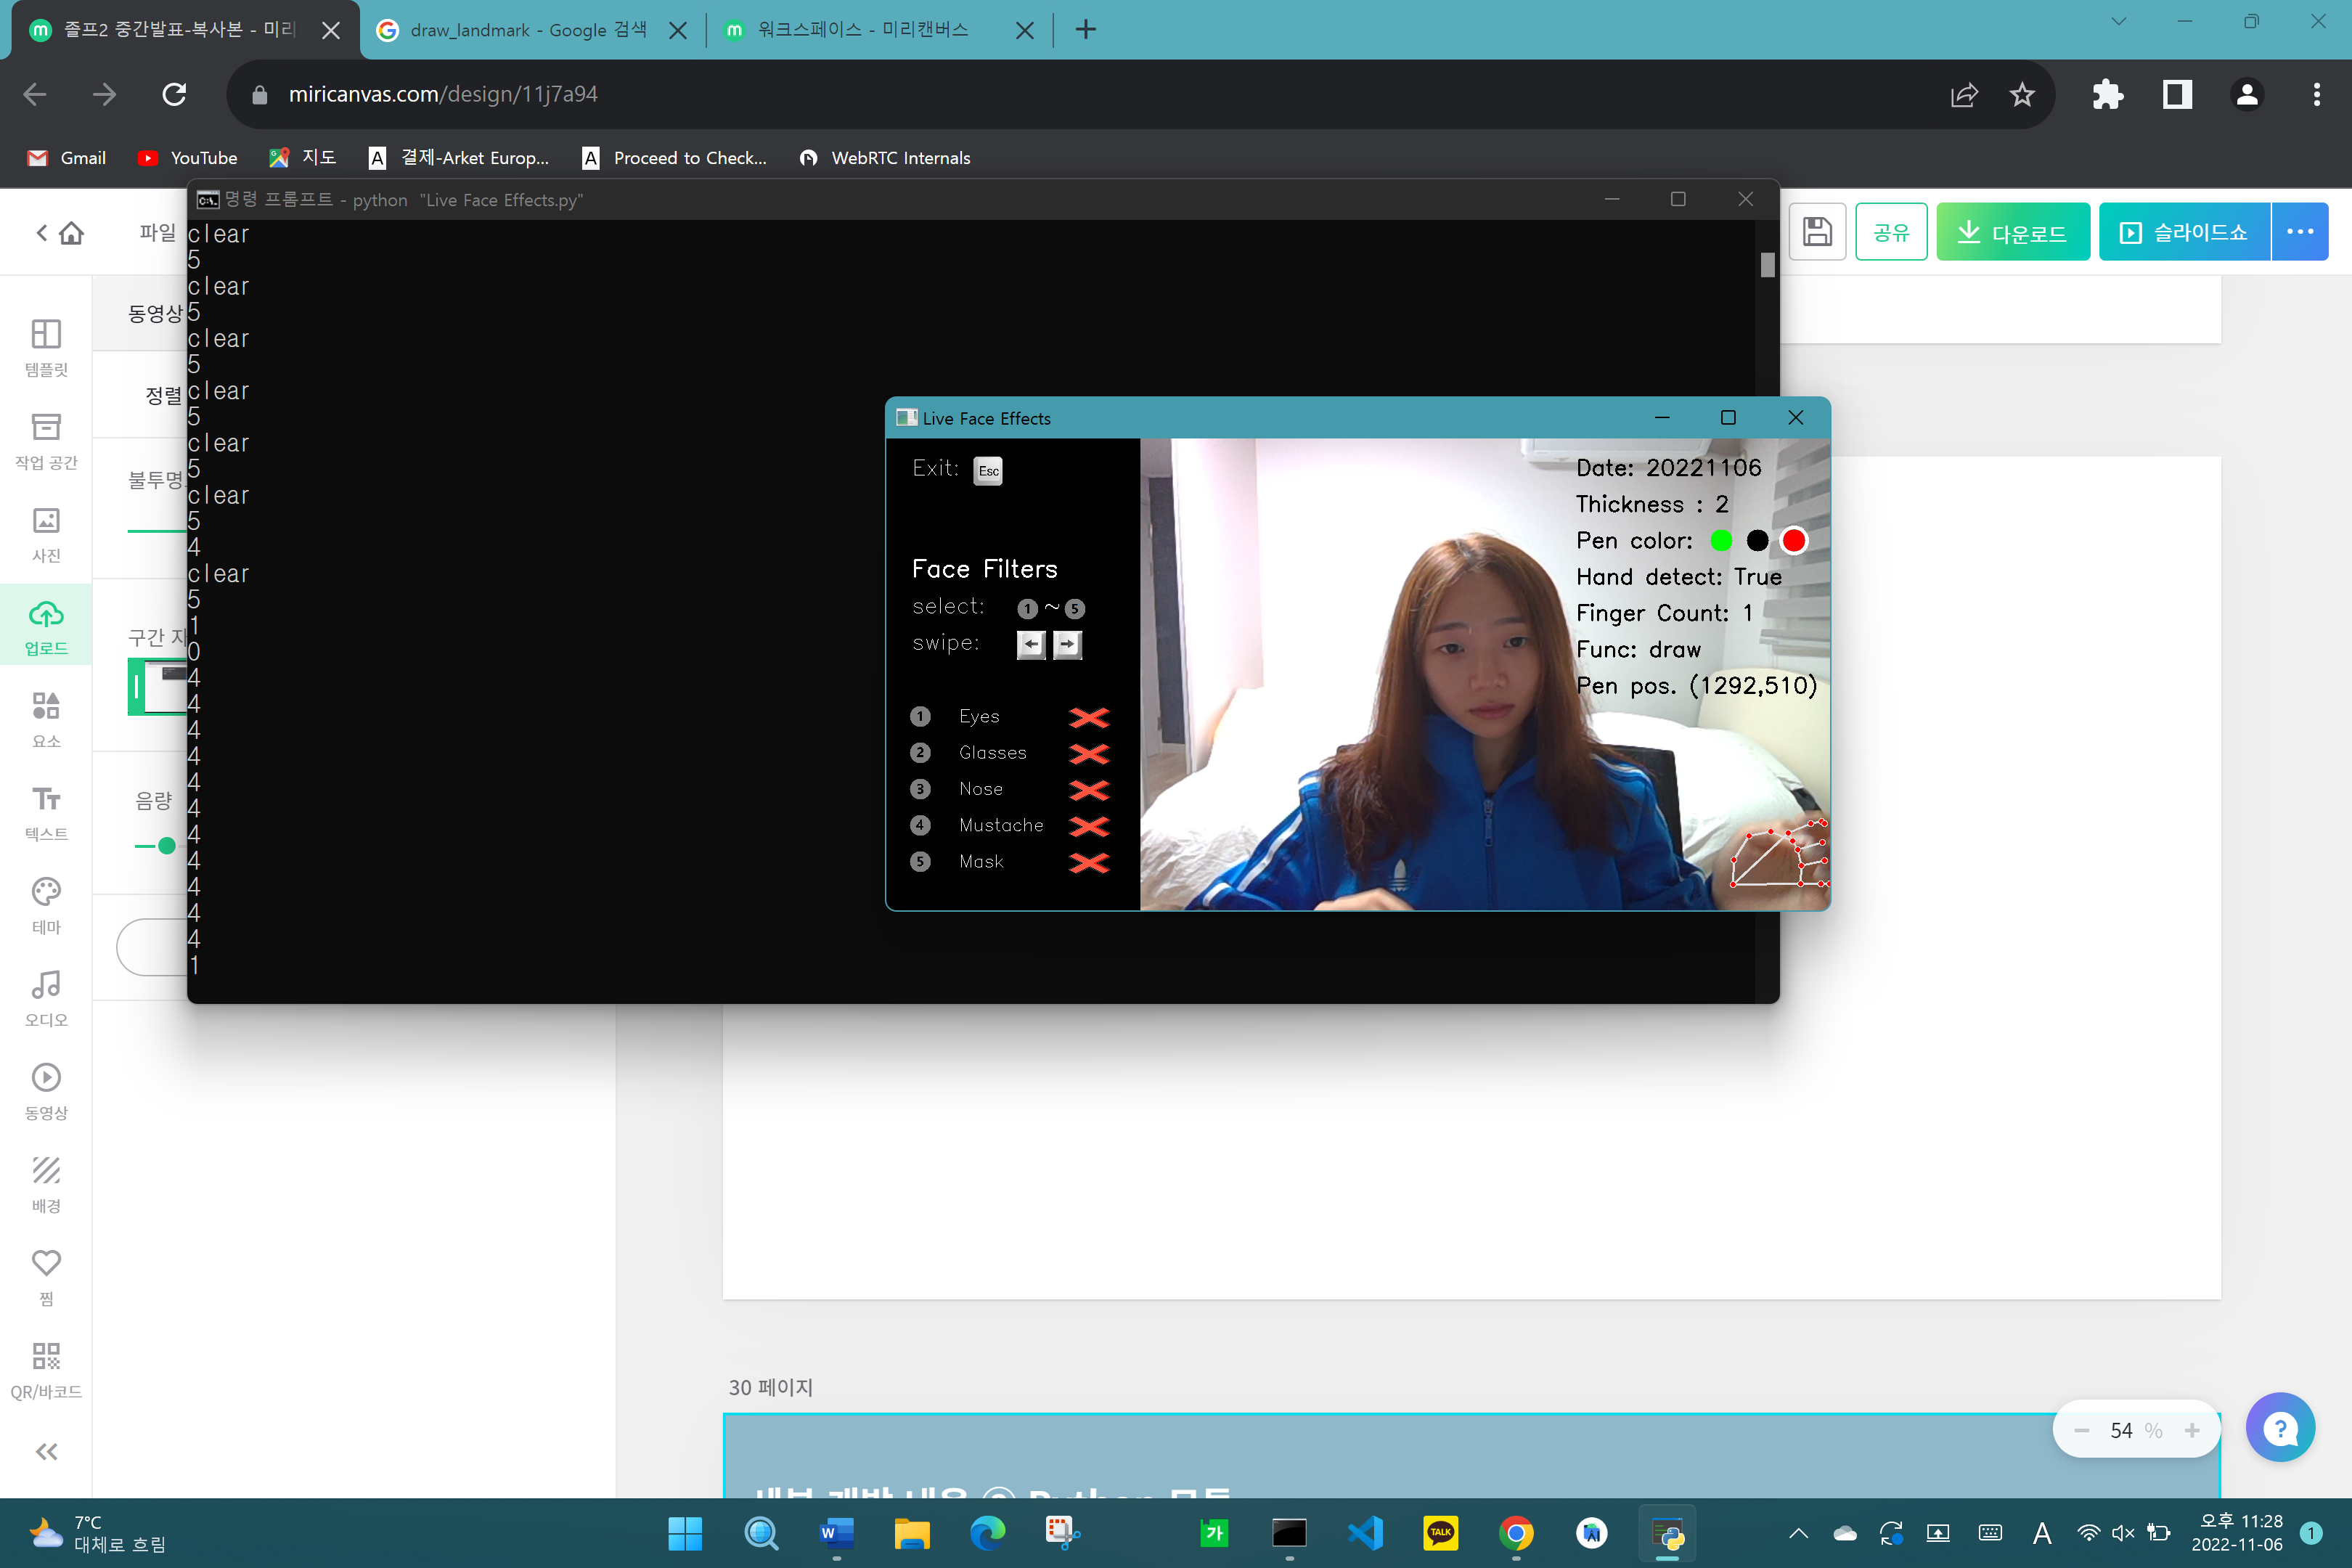 졸프2 중간발표-복사본 - 미리
draw_landmark - Google 검색
워크스페이스 - 미리캔버스
miricanvas.com/design/11j7a94
Gmail
YouTube
지도
결제-Arket Europ...
Proceed to Check...
WebRTC Internals
명령 프롬프트 - python "Live Face Effects.py"
파일
공유
다운로드
슬라이드쇼
템플릿
작업 공간
사진
업로드
요소
텍스트
테마
오디오
동영상
배경
찜
QR/바코드
동영상
정렬
불투명
구간 자
음량
clear
5
clear
5
clear
5
clear
5
clear
5
clear
5
4
clear
5
1
0
4
4
4
4
4
4
4
4
4
4
4
1
Live Face Effects
Exit: Esc
Face Filters
select: 1 ~ 5
swipe: ← →
1 Eyes
2 Glasses
3 Nose
4 Mustache
5 Mask
Date: 20221106
Thickness : 2
Pen color:
Hand detect: True
Finger Count: 1
Func: draw
Pen pos. (1292,510)
30 페이지
54 %
7°C
대체로 흐림
가
TALK
A
오후 11:28
2022-11-06
1